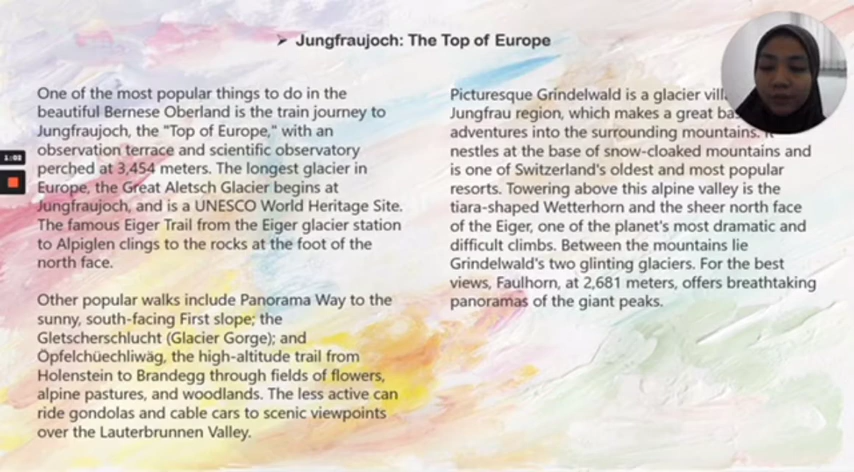 ➢ Jungfraujoch: The Top of Europe
One of the most popular things to do in the
beautiful Bernese Oberland is the train journey to
Jungfraujoch, the "Top of Europe," with an
observation terrace and scientific observatory
perched at 3,454 meters. The longest glacier in
Europe, the Great Aletsch Glacier begins at
Jungfraujoch, and is a UNESCO World Heritage Site.
The famous Eiger Trail from the Eiger glacier station
to Alpiglen clings to the rocks at the foot of the
north face.
Other popular walks include Panorama Way to the
sunny, south-facing First slope; the
Gletscherschlucht (Glacier Gorge); and
Öpfelchüechliwäg, the high-altitude trail from
Holenstein to Brandegg through fields of flowers,
alpine pastures, and woodlands. The less active can
ride gondolas and cable cars to scenic viewpoints
over the Lauterbrunnen Valley.
Picturesque Grindelwald is a glacier
Jungfrau region, which makes a great
adventures into the surrounding mountains.
nestles at the base of snow-cloaked mountains and
is one of Switzerland's oldest and most popular
resorts. Towering above this alpine valley is the
tiara-shaped Wetterhorn and the sheer north face
of the Eiger, one of the planet's most dramatic and
difficult climbs. Between the mountains lie
Grindelwald's two glinting glaciers. For the best
views, Faulhorn, at 2,681 meters, offers breathtaking
panoramas of the giant peaks.